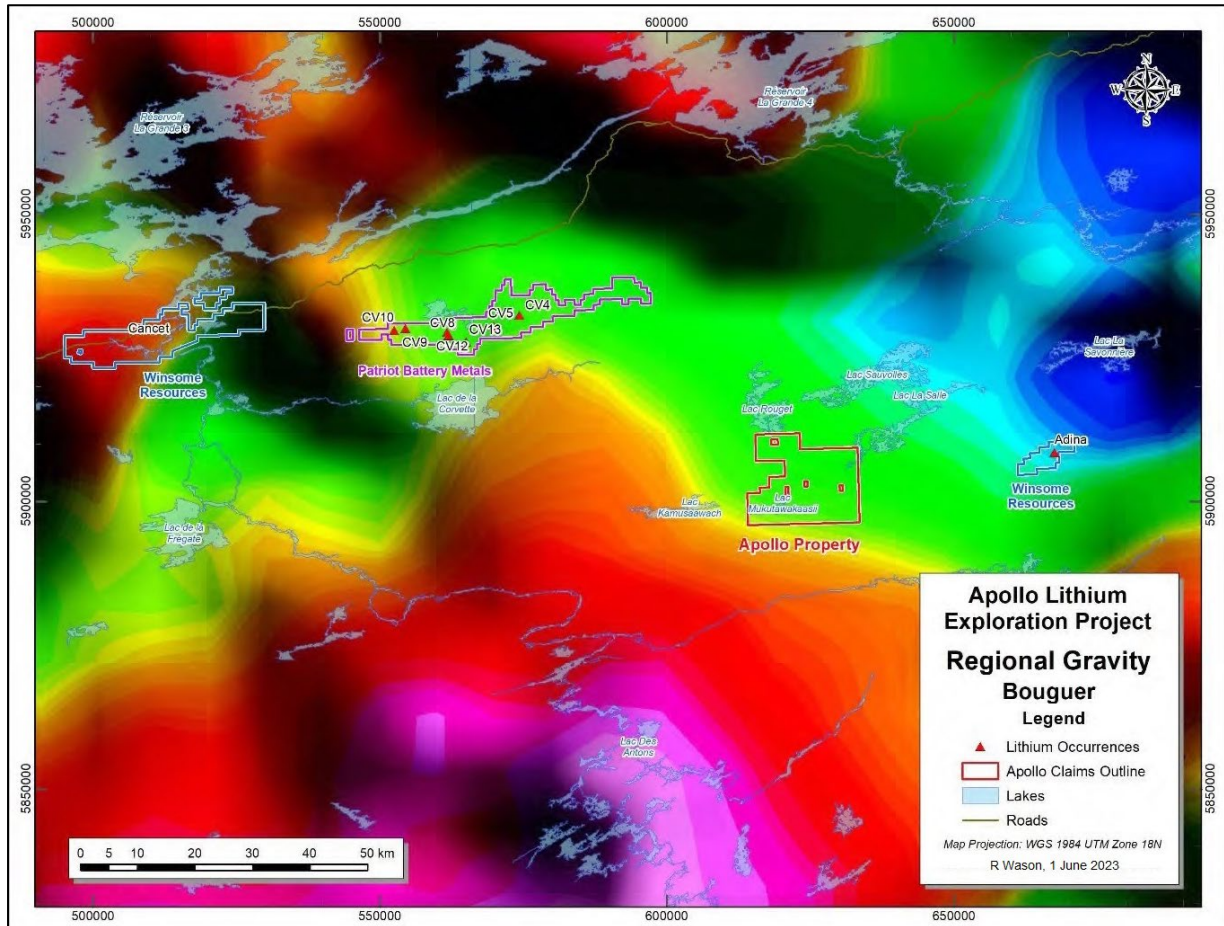 500000
550000
600000
650000
Réservoir
La Grande 3
Réservoir
La Grande 4
N
W
E
S
5950000
5950000
CV4
CV5
CV10
CV8
CV13
CV9
CV12
Cancet
Winsome
Resources
Patriot Battery Metals
Lac de la
Corvette
Lac La
Savonnière
Lac Sauvolles
Lac La Salle
Lac Rouget
Adina
Winsome
Resources
5900000
5900000
Lac
Kamusaawach
Lac
Mukutawakaasii
Apollo Property
Lac de la
Frégate
Lac Des
Antons
5850000
5850000
Apollo Lithium
Exploration Project
Regional Gravity
Bouguer
Legend
Lithium Occurrences
Apollo Claims Outline
Lakes
Roads
Map Projection: WGS 1984 UTM Zone 18N
R Wason, 1 June 2023
0 5 10 20 30 40 50 km
500000
550000
600000
650000